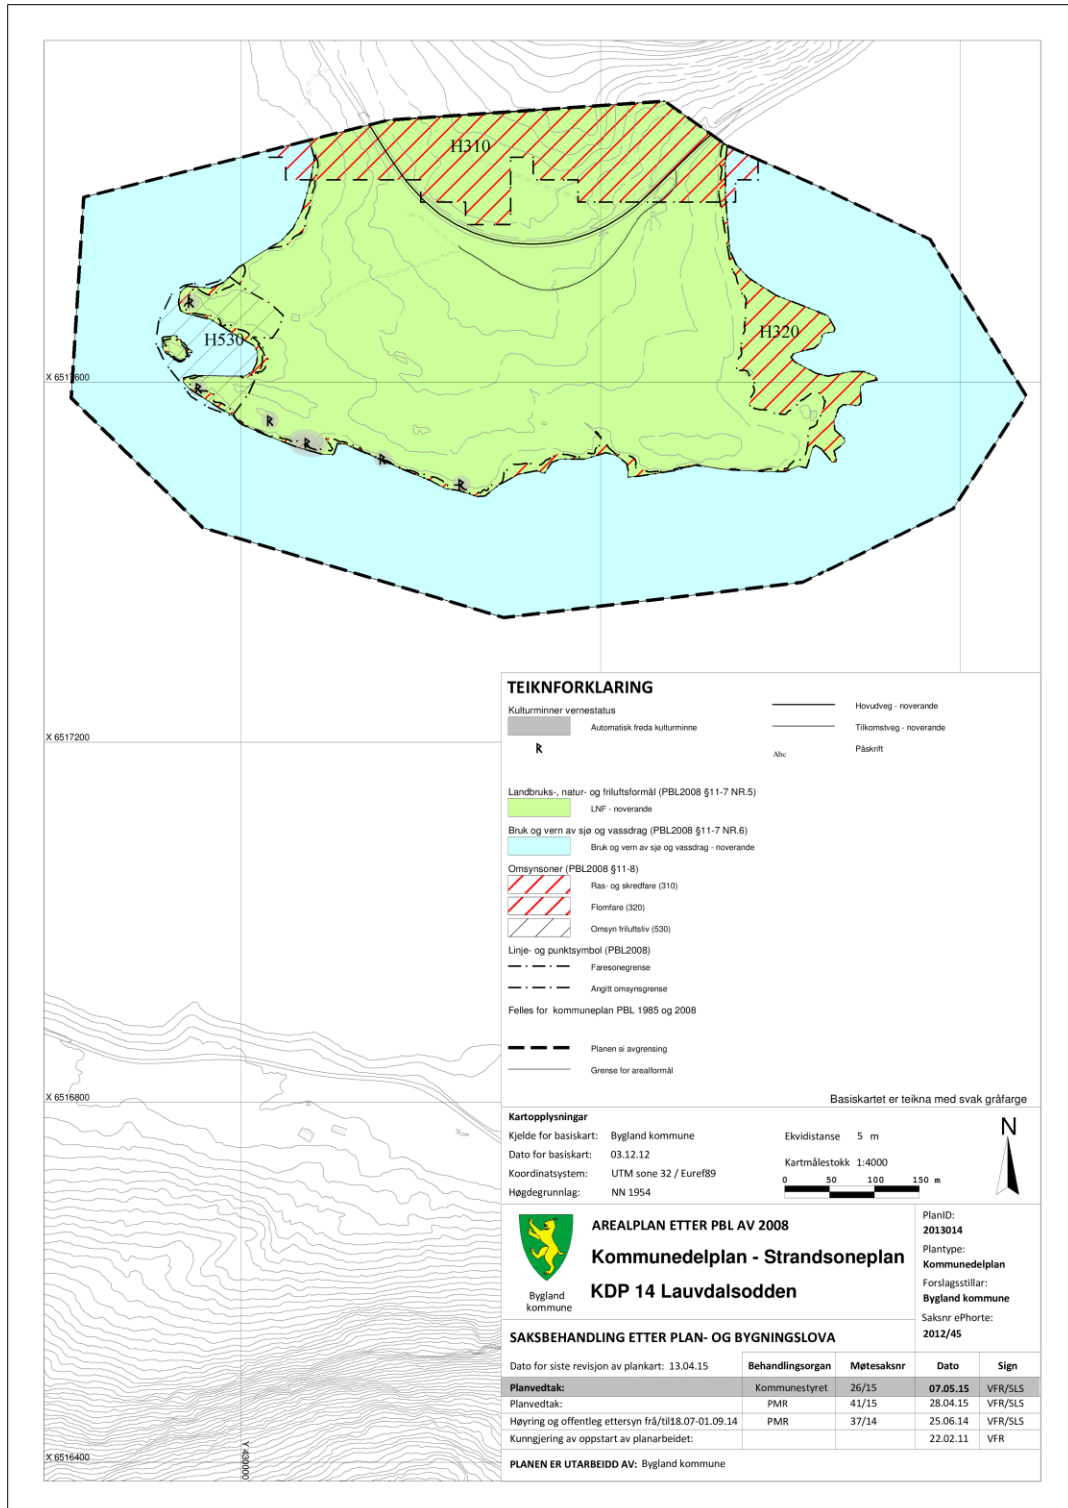 H310
H320
H530
X 6517600
X 6517200
X 6516800
X 6516400
Y 430000
TEIKNFORKLARING
Kulturminner vernestatus
Automatisk freda kulturminne
R
Hovudveg - noverande
Tilkomstveg - noverande
Abc Påskrift
Landbruks-, natur- og friluftsformål (PBL2008 §11-7 NR.5)
LNF - noverande
Bruk og vern av sjø og vassdrag (PBL2008 §11-7 NR.6)
Bruk og vern av sjø og vassdrag - noverande
Omsynsoner (PBL2008 §11-8)
Ras- og skredfare (310)
Flomfare (320)
Omsyn friluftsliv (530)
Linje- og punktsymbol (PBL2008)
Faresonegrense
Angitt omsynsgrense
Felles for kommuneplan PBL 1985 og 2008
Planen si avgrensing
Grense for arealformål
Basiskartet er teikna med svak gråfarge
Kartopplysningar
Kjelde for basiskart: Bygland kommune
Dato for basiskart: 03.12.12
Koordinatsystem: UTM sone 32 / Euref89
Høgdegrunnlag: NN 1954
Ekvidistanse 5 m
Kartmålestokk 1:4000
0 50 100 150 m
N
Bygland
kommune
AREALPLAN ETTER PBL AV 2008
Kommunedelplan - Strandsoneplan
KDP 14 Lauvdalsodden
PlanID:
2013014
Plantype:
Kommunedelplan
Forslagsstillar:
Bygland kommune
Saksnr ePhorte:
2012/45
SAKSBEHANDLING ETTER PLAN- OG BYGNINGSLOVA
Dato for siste revisjon av plankart: 13.04.15 Behandlingsorgan Møtesaksnr Dato Sign
Planvedtak: Kommunestyret 26/15 07.05.15 VFR/SLS
Planvedtak: PMR 41/15 28.04.15 VFR/SLS
Høyring og offentleg ettersyn frå/til18.07-01.09.14 PMR 37/14 25.06.14 VFR/SLS
Kunngjering av oppstart av planarbeidet: 22.02.11 VFR
PLANEN ER UTARBEIDD AV: Bygland kommune